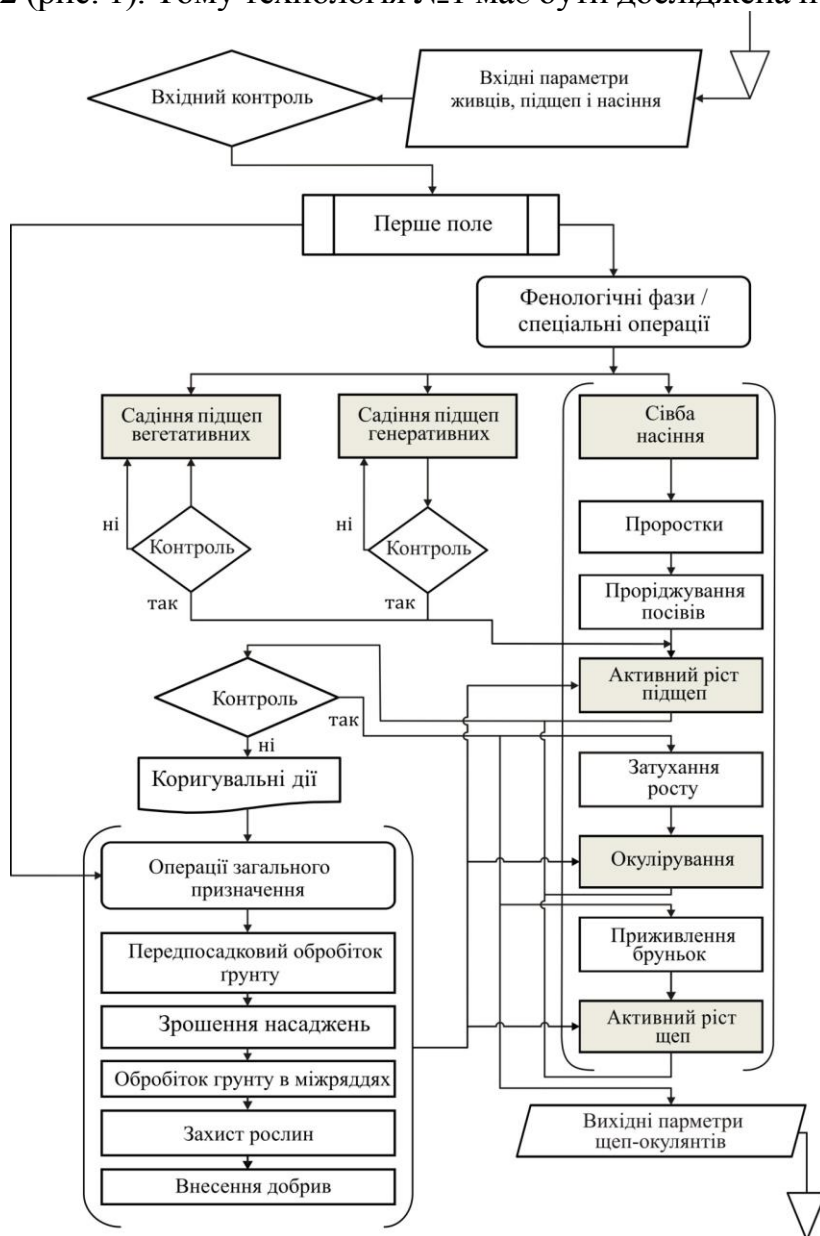 2 (рис. 1). Тому технологія №1 має бути досліджена
Вхідні параметри
живців, підщеп і насіння
Вхідний контроль
Перше поле
Фенологічні фази /
спеціальні операції
Садіння підщеп
вегетативних
Садіння підщеп
генеративних
Сівба
насіння
ні
Контроль
так
ні
Контроль
так
Проростки
Проріджування
посівів
Активний ріст
підщеп
Контроль
так
ні
Коригувальні дії
Затухання
росту
Окулірування
Операції загального
призначення
Передпосадковий обробіток
ґрунту
Зрошення насаджень
Обробіток грунту в міжряддях
Захист рослин
Внесення добрив
Приживлення
бруньок
Активний ріст
щеп
Вихідні парметри
щеп-окулянтів